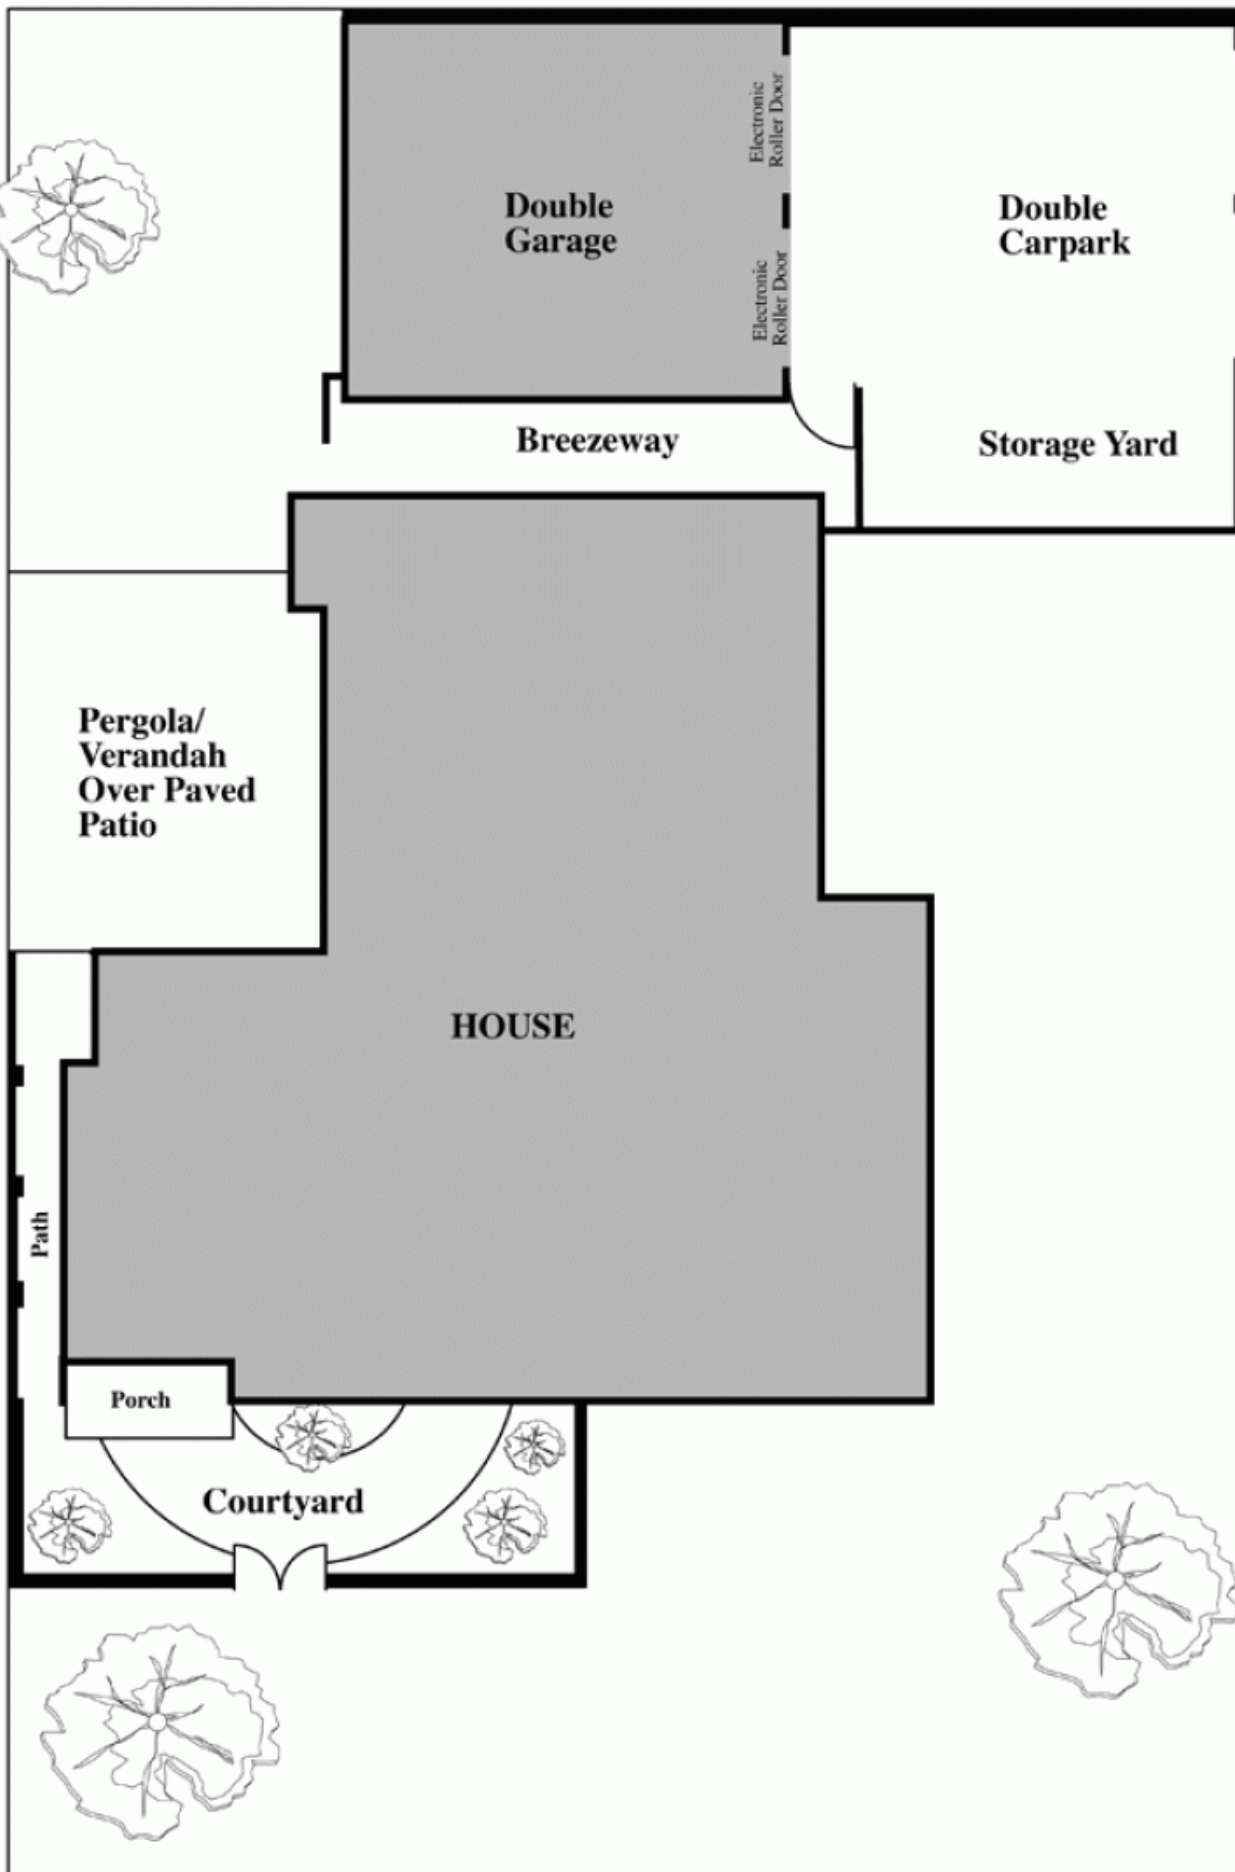 Electronic
Roller Door
Double
Garage
Double
Carpark
Electronic
Roller Door
Breezeway
Storage Yard
Pergola/
Verandah
Over Paved
Patio
HOUSE
Path
Porch
Courtyard